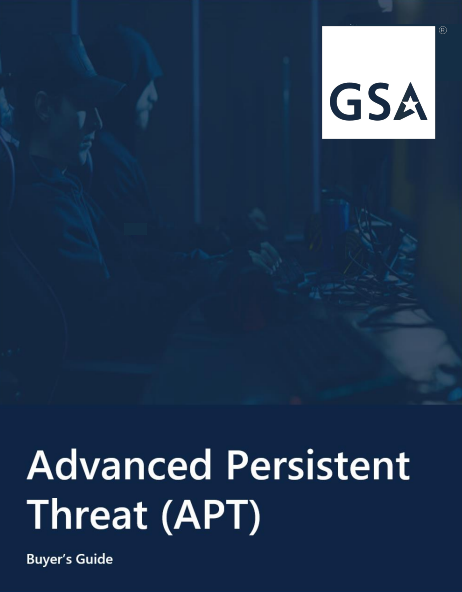 GSA
®
Advanced Persistent
Threat (APT)
Buyer's Guide